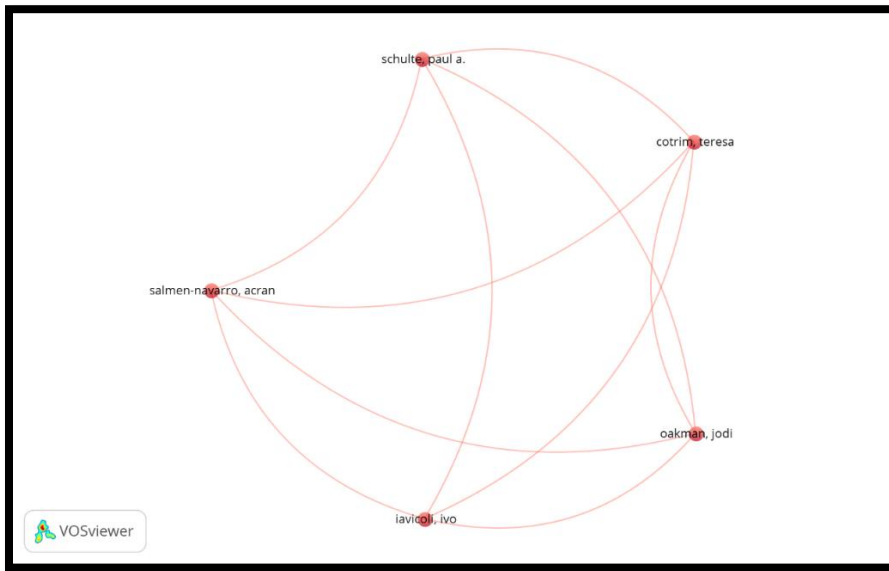 schulte, paul a.
cotrim, teresa
salmen-navarro, acran
oakman, jodi
iavicoli, ivo
VOSviewer